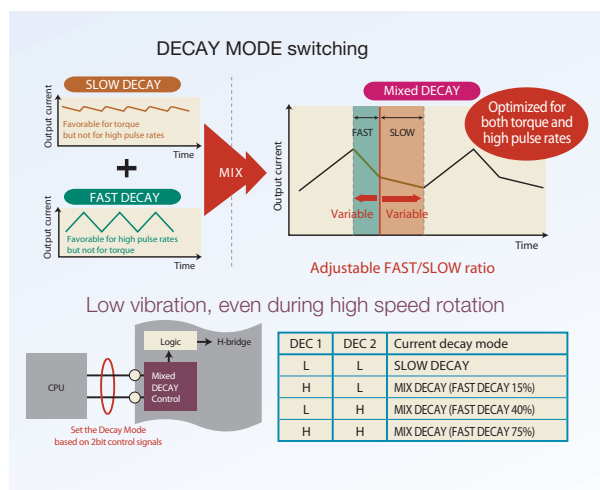 DECAY MODE switching
SLOW DECAY
Output current
Favorable for torque
but not for high pulse rates
Time
FAST DECAY
Output current
Favorable for high pulse rates
but not for torque
Time
MIX
Mixed DECAY
Optimized for
both torque and
high pulse rates
Output current
FAST
SLOW
Variable
Variable
Time
Adjustable FAST/SLOW ratio
Low vibration, even during high speed rotation
CPU
Logic
H-bridge
Mixed
DECAY
Control
Set the Decay Mode
based on 2bit control signals
DEC 1 DEC 2 Current decay mode
L L SLOW DECAY
H L MIX DECAY (FAST DECAY 15%)
L H MIX DECAY (FAST DECAY 40%)
H H MIX DECAY (FAST DECAY 75%)